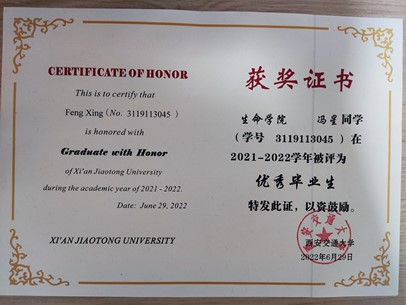 CERTIFICATE OF HONOR
This is to certify that
Feng Xing (No. 3119113045 )
is honored with
Graduate with Honor
of Xi'an Jiaotong University
during the academic year of 2021 - 2022.
Date: June 29, 2022
XI'AN JIAOTONG UNIVERSITY
获奖证书
生命学院 冯星同学
(学号 3119113045 )在
2021-2022学年被评为
优秀毕业生
特发此证，以资鼓励。
西安交通大学
2022年6月29日